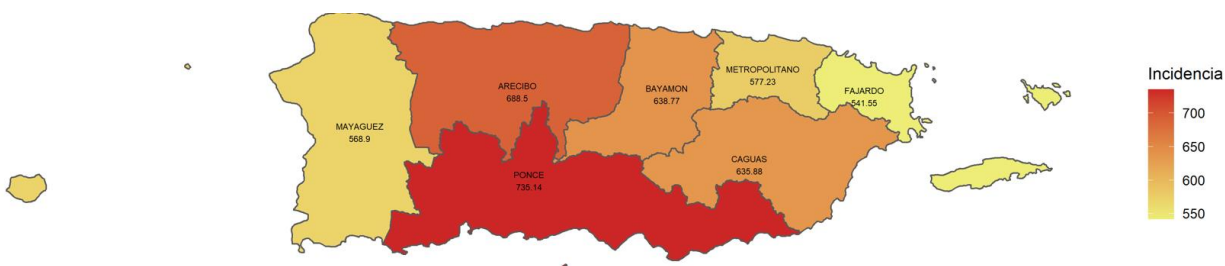 METROPOLITANO
577.23
Incidencia
ARECIBO
688.5
BAYAMON
638.77
FAJARDO
541.55
MAYAGUEZ
568.9
CAGUAS
635.88
PONCE
735.14
700
650
600
550